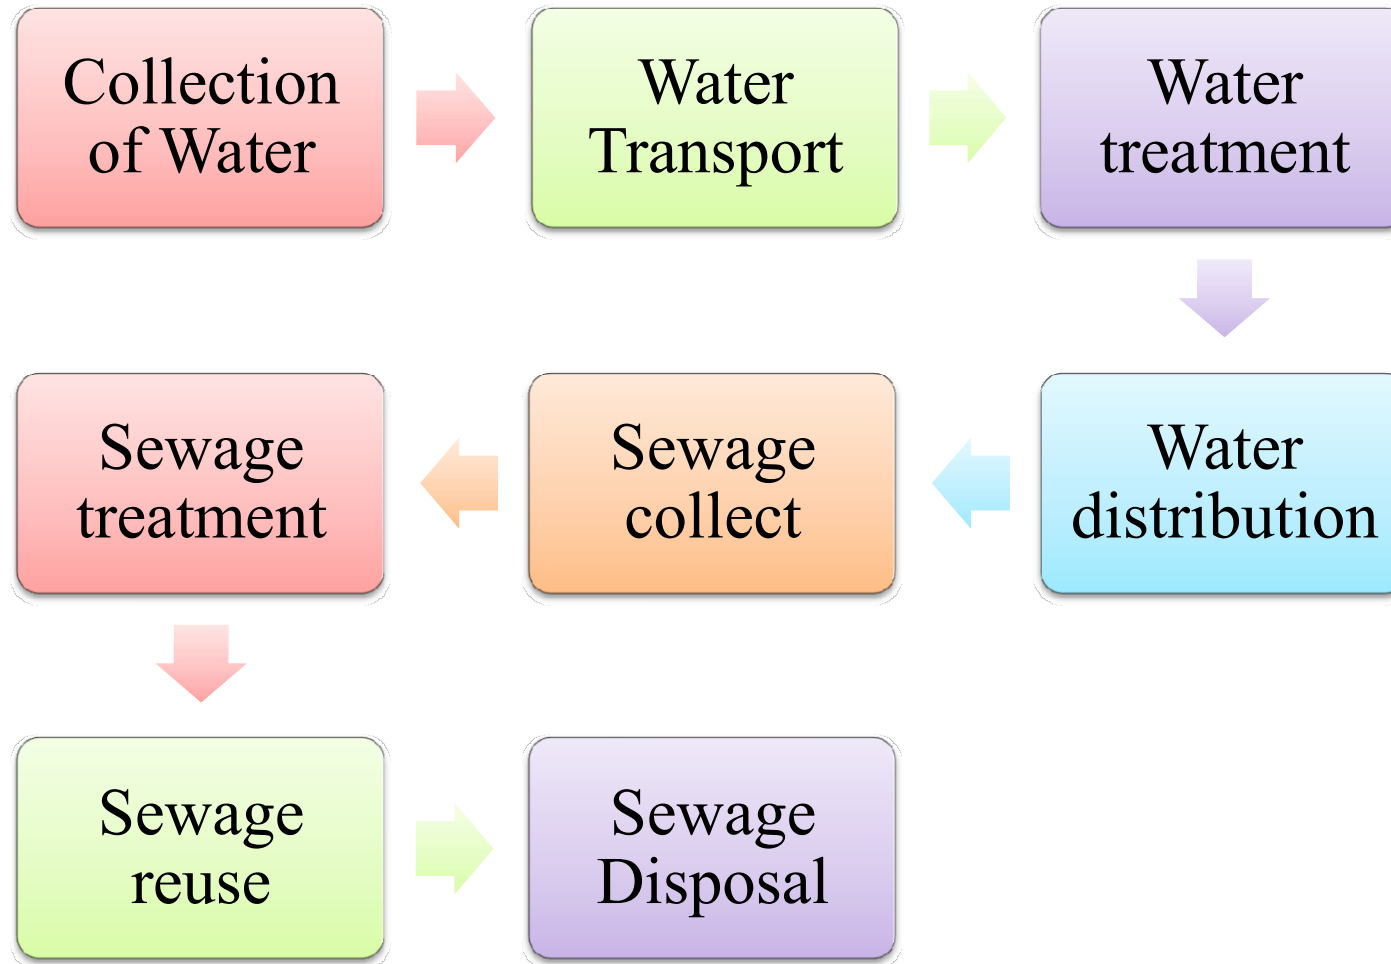 Collection
of Water
Water
Transport
Water
treatment
Water
distribution
Sewage
collect
Sewage
treatment
Sewage
reuse
Sewage
Disposal